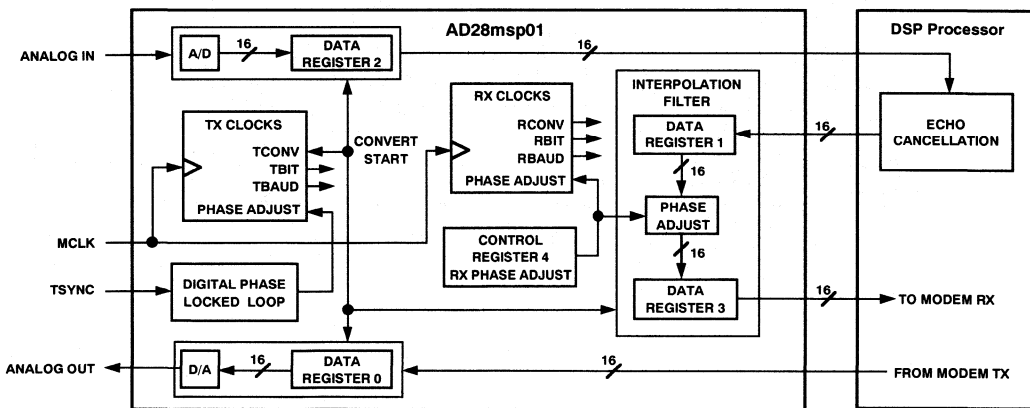 AD28msp01
DSP Processor
ANALOG IN
A/D
16
DATA
REGISTER 2
16
TX CLOCKS
TCONV
TBIT
TBAUD
PHASE ADJUST
CONVERT
START
RX CLOCKS
RCONV
RBIT
RBAUD
PHASE ADJUST
INTERPOLATION
FILTER
DATA
REGISTER 1
16
16
ECHO
CANCELLATION
PHASE
ADJUST
16
MCLK
CONTROL
REGISTER 4
RX PHASE ADJUST
TSYNC
DIGITAL PHASE
LOCKED LOOP
DATA
REGISTER 3
16
TO MODEM RX
ANALOG OUT
D/A
16
DATA
REGISTER 0
16
FROM MODEM TX